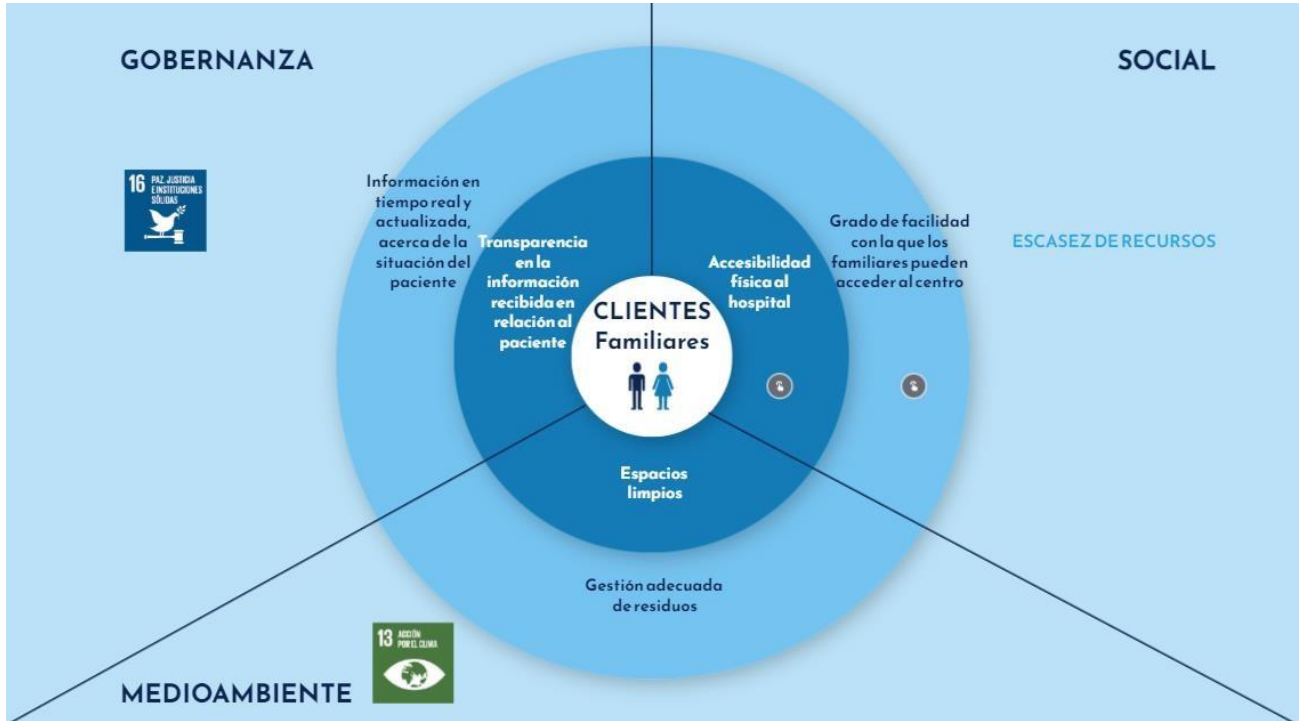 GOBERNANZA
SOCIAL
16 PAZ, JUSTICIA
E INSTITUCIONES
SÓLIDAS
Información en
tiempo real y
actualizada,
acerca de la
situación del
paciente
Transparencia
en la
información
recibida en
relación al
paciente
Accesibilidad
física al
hospital
Grado de facilidad
con la que los
familiares pueden
acceder al centro
ESCASEZ DE RECURSOS
CLIENTES
Familiares
Espacios
limpios
Gestión adecuada
de residuos
13 ACCIÓN
POR EL CLIMA
MEDIOAMBIENTE